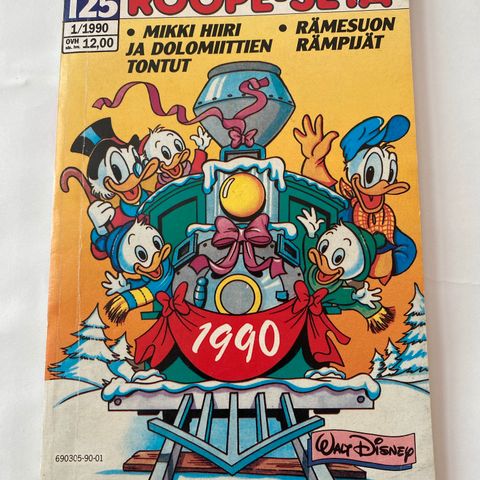 125
ROOPE-SETÄ
1/1990
OVH
sis. lvv. 12,00
• MIKKI HIIRI
JA DOLOMIITTIEN
TONTUT
• RÄMESUON
RÄMPIJÄT
1990
WALT DISNEY
690305-90-01